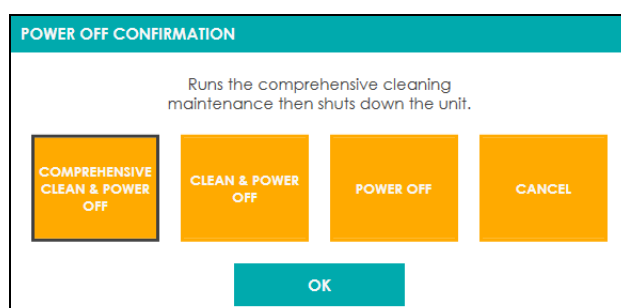 POWER OFF CONFIRMATION
Runs the comprehensive cleaning
maintenance then shuts down the unit.
COMPREHENSIVE
CLEAN & POWER
OFF
CLEAN & POWER
OFF
POWER OFF
CANCEL
OK